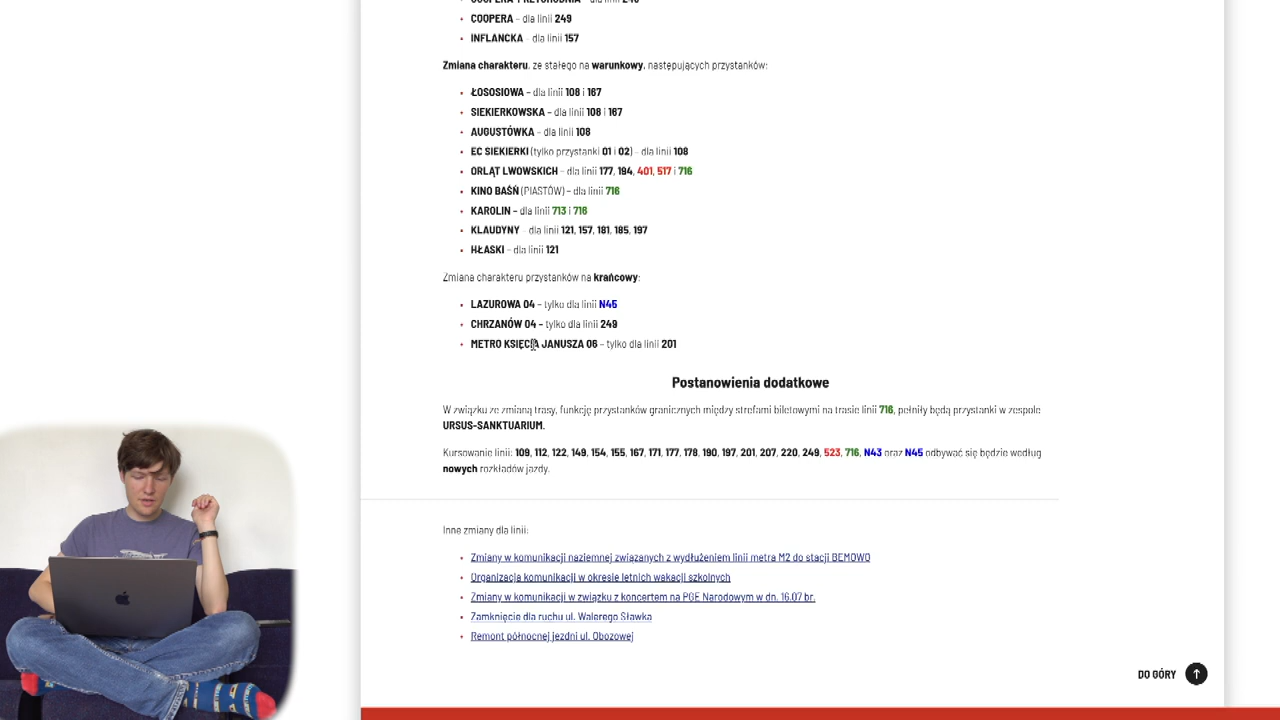 COOPERA – dla linii 249
INFLANCKA – dla linii 157
Zmiana charakteru, ze stałego na warunkowy, następujących przystanków:
ŁOSOSIOWA – dla linii 108 i 167
SIEKIERKOWSKA – dla linii 108 i 167
AUGUSTÓWKA – dla linii 108
EC SIEKIERKI (tylko przystanki 01 i 02) – dla linii 108
ORLĄT LWOWSKICH – dla linii 177, 194, 401, 517 i 716
KINO BAŚŃ (PIASTÓW) – dla linii 716
KAROLIN – dla linii 713 i 716
KLAUDYNY – dla linii 121, 157, 181, 185, 197
HŁASKI – dla linii 121
Zmiana charakteru przystanków na krańcowy:
LAZUROWA 04 – tylko dla linii N45
CHRZANÓW 04 – tylko dla linii 249
METRO KSIĘCIA JANUSZA 06 – tylko dla linii 201
Postanowienia dodatkowe
W związku ze zmianą trasy, funkcję przystanków granicznych między strefami biletowymi na trasie linii 716, pełniły będą przystanki w zespole
URSUS-SANKTUARIUM.
Kursowanie linii: 109, 112, 122, 149, 154, 155, 167, 171, 177, 178, 190, 197, 201, 207, 220, 249, 523, 716, N43 oraz N45 odbywać się będzie według
nowych rozkładów jazdy.
Inne zmiany dla linii:
Zmiany w komunikacji naziemnej związanych z wydłużeniem linii metra M2 do stacji BEMOWO
Organizacja komunikacji w okresie letnich wakacji szkolnych
Zmiany w komunikacji w związku z koncertem na PGE Narodowym w dn. 16.07 br.
Zamknięcie dla ruchu ul. Walerego Sławka
Remont północnej jezdni ul. Obozowej
DO GÓRY